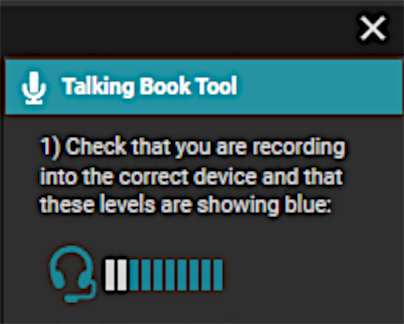 Talking Book Tool
1) Check that you are recording
into the correct device and that
these levels are showing blue: